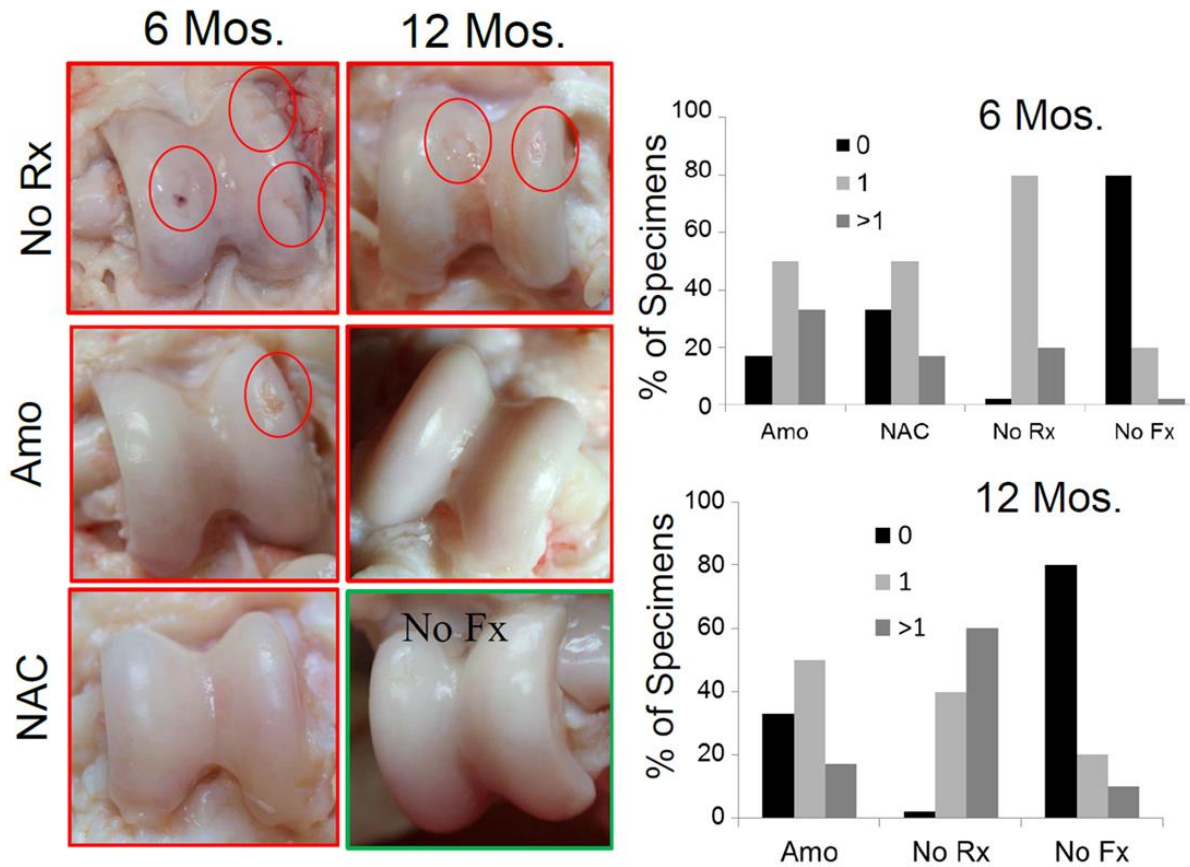 6 Mos.
12 Mos.
No Rx
Amo
NAC
No Fx
6 Mos.
% of Specimens
100
80
60
40
20
0
0
1
>1
Amo NAC No Rx No Fx
12 Mos.
% of Specimens
100
80
60
40
20
0
0
1
>1
Amo No Rx No Fx